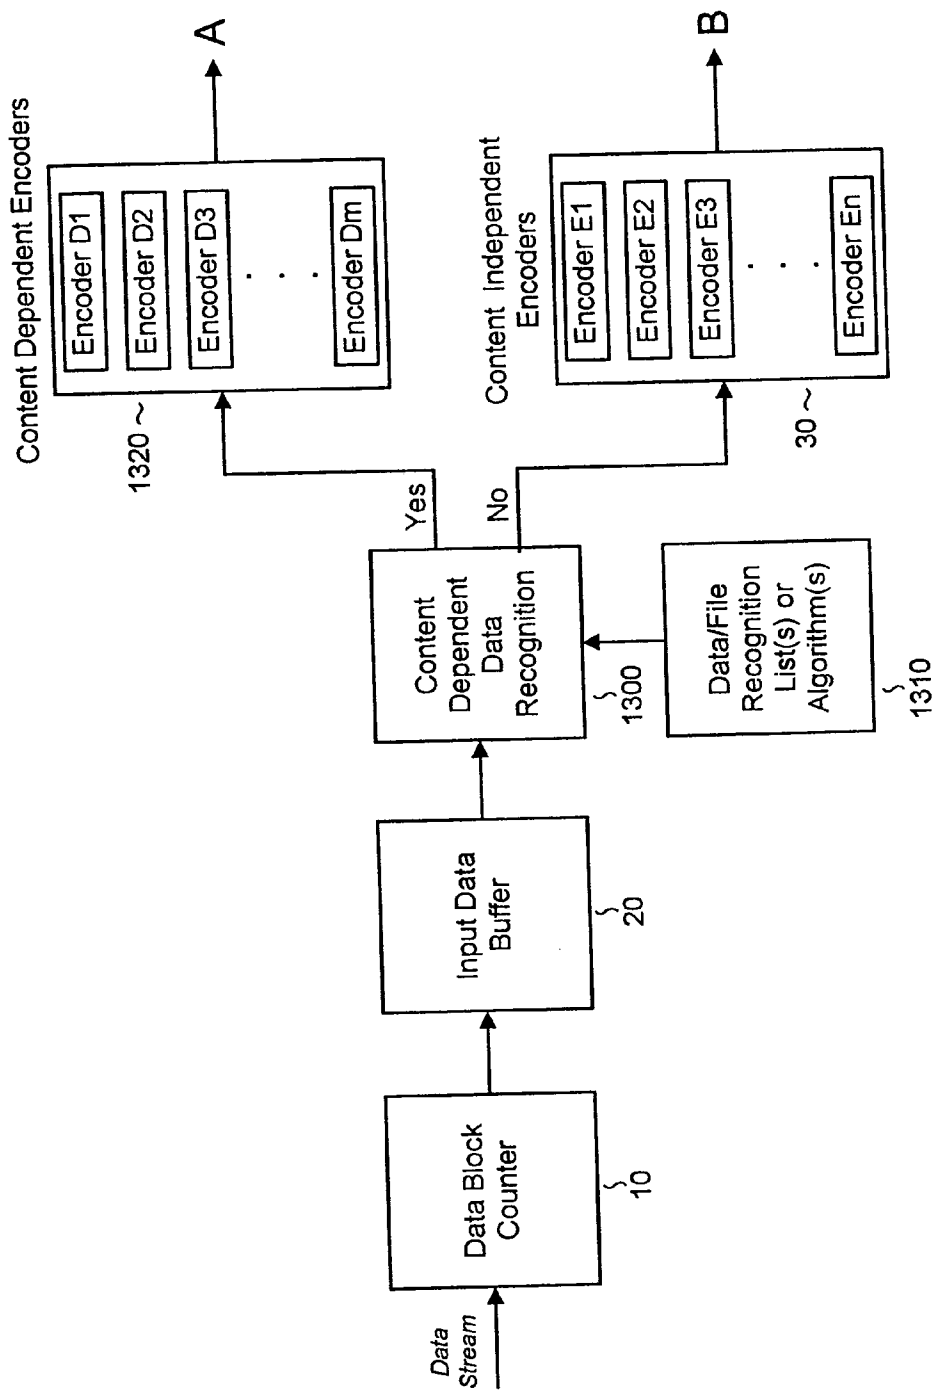 Data
Stream
Data Block
Counter
10
Input Data
Buffer
20
Content
Dependent
Data
Recognition
1300
Data/File
Recognition
List(s) or
Algorithm(s)
1310
Yes
No
Content Dependent Encoders
1320
Encoder D1
Encoder D2
Encoder D3
. . .
Encoder Dm
A
Content Independent
Encoders
30
Encoder E1
Encoder E2
Encoder E3
. . .
Encoder En
B